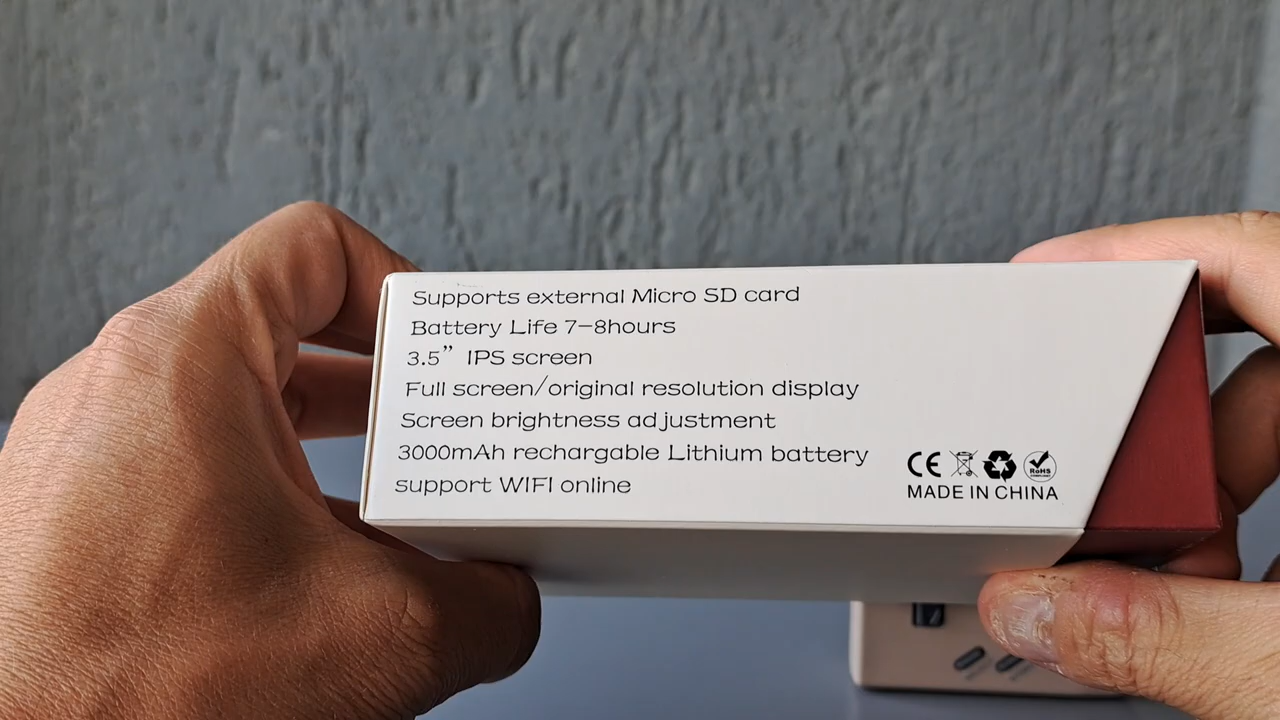 Supports external Micro SD card
Battery Life 7-8hours
3.5” IPS screen
Full screen/original resolution display
Screen brightness adjustment
3000mAh rechargable Lithium battery
support WIFI online
CE
RoHS
MADE IN CHINA